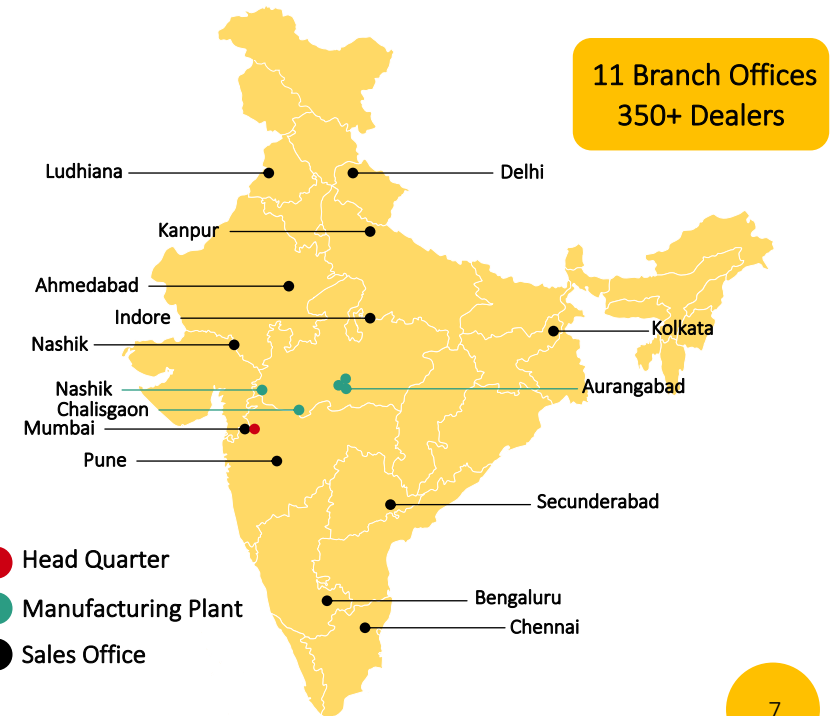 11 Branch Offices
350+ Dealers
Ludhiana
Delhi
Kanpur
Ahmedabad
Indore
Kolkata
Nashik
Nashik
Aurangabad
Chalisgaon
Mumbai
Pune
Secunderabad
Head Quarter
Bengaluru
Manufacturing Plant
Chennai
Sales Office
7